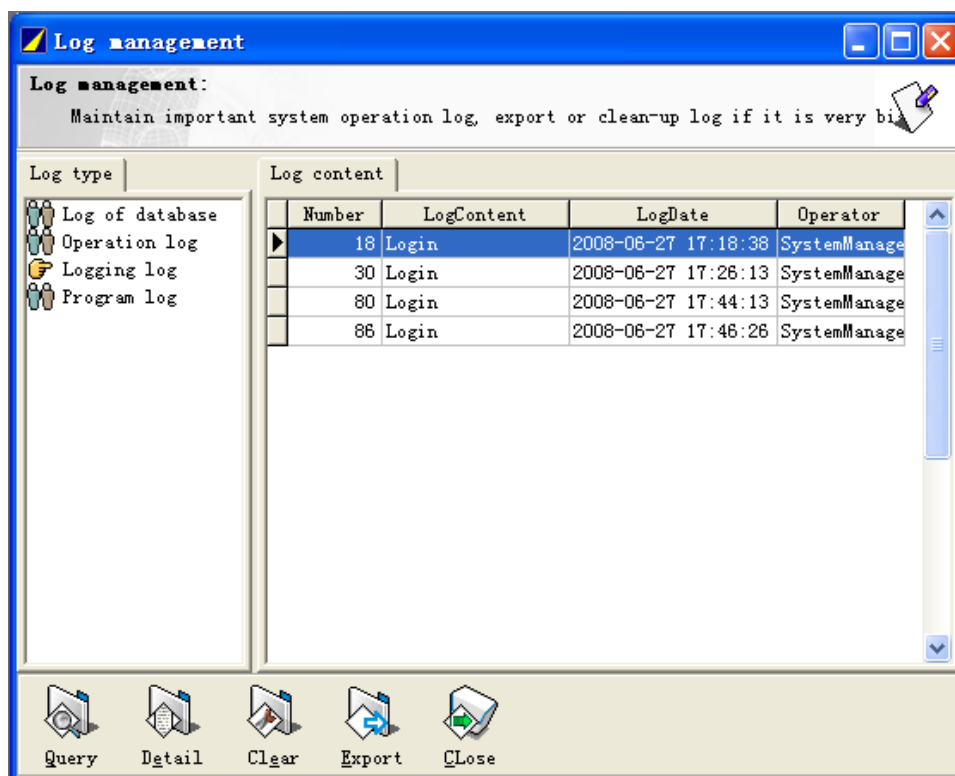 Log management
Log management:
Maintain important system operation log, export or clean-up log if it is very bi
Log type
Log content
Log of database
Operation log
Logging log
Program log
Number LogContent LogDate Operator
18 Login 2008-06-27 17:18:38 SystemManage
30 Login 2008-06-27 17:26:13 SystemManage
80 Login 2008-06-27 17:44:13 SystemManage
86 Login 2008-06-27 17:46:26 SystemManage
Query Detail Clear Export CLose